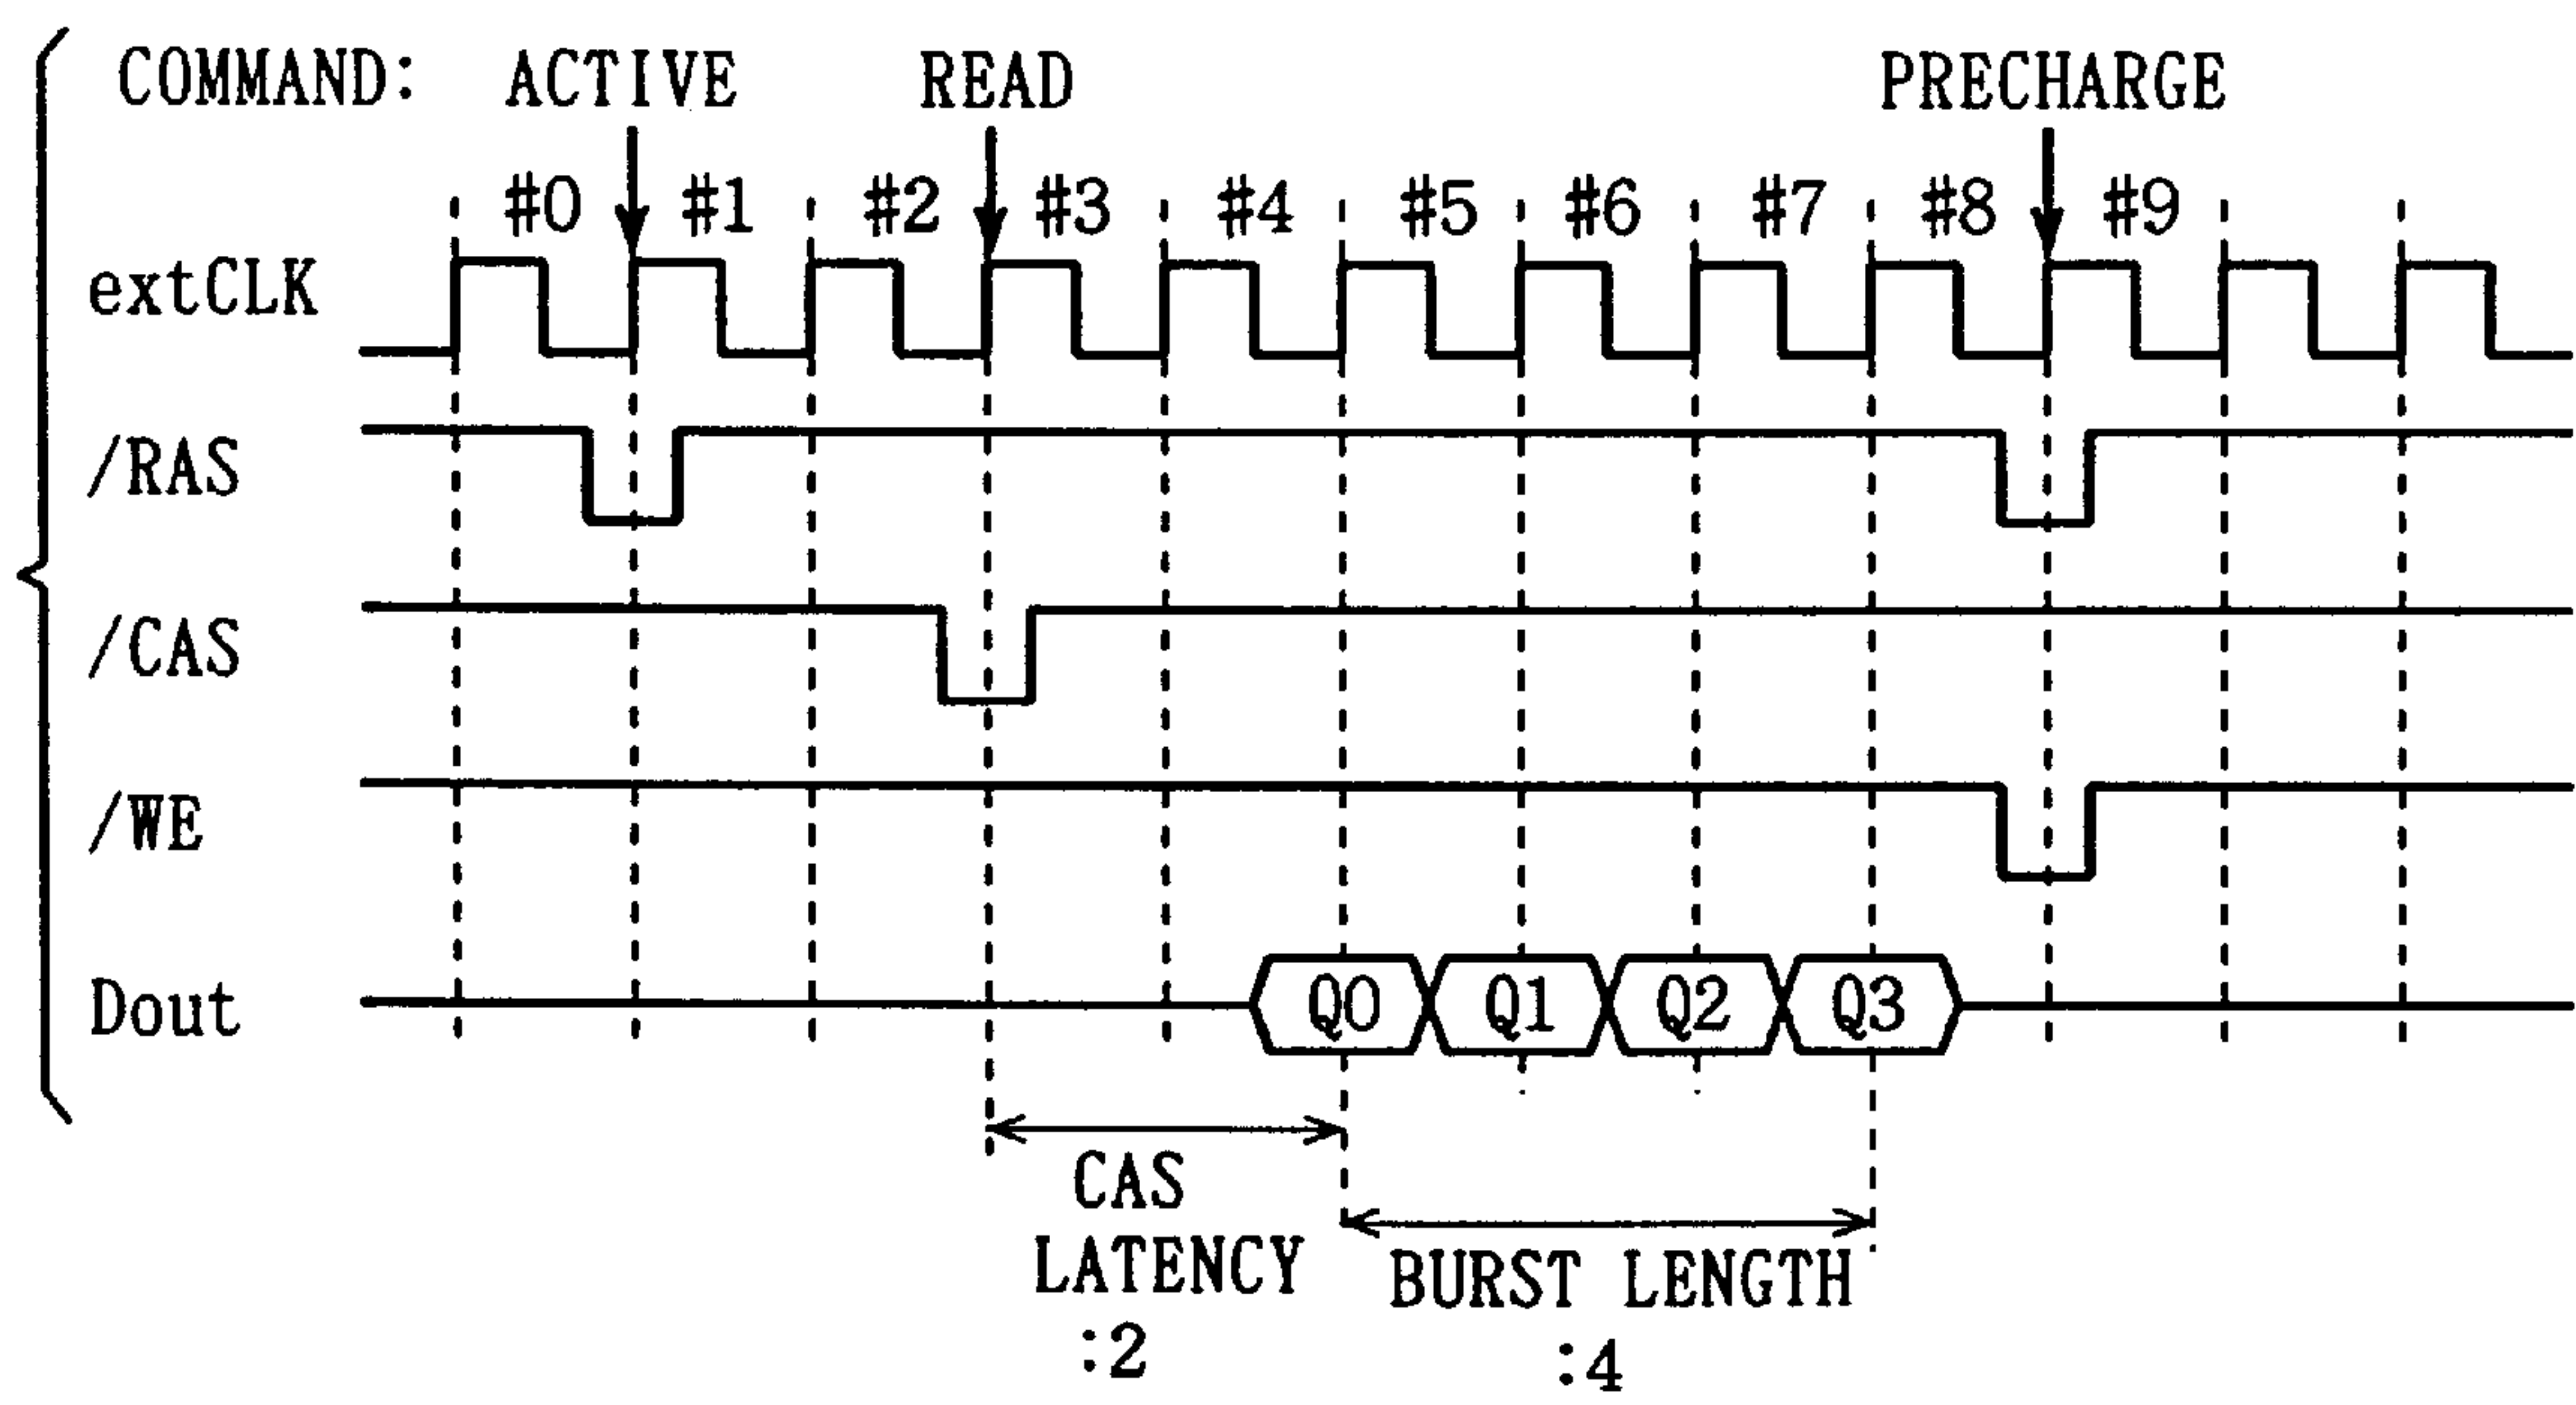 COMMAND: ACTIVE READ PRECHARGE
#0 #1 #2 #3 #4 #5 #6 #7 #8 #9
extCLK
/RAS
/CAS
/WE
Dout Q0 Q1 Q2 Q3
CAS
LATENCY
:2
BURST LENGTH
:4